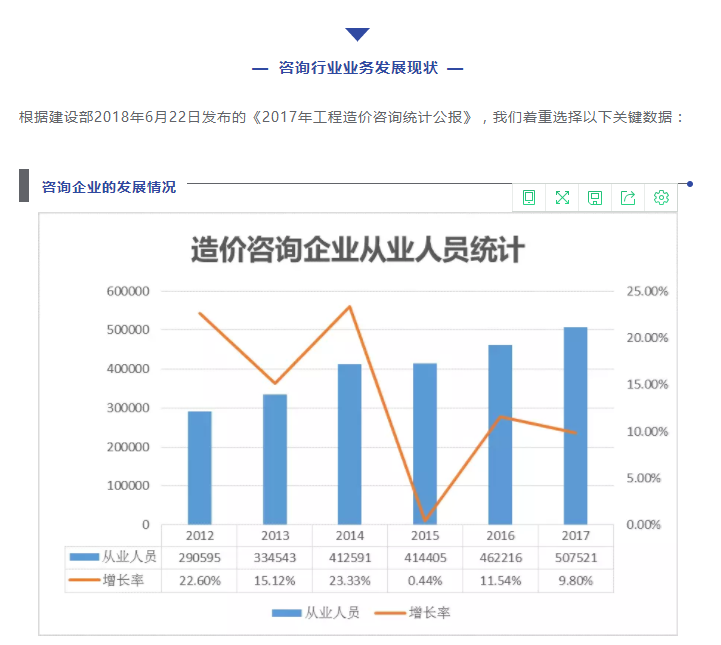 — 咨询行业业务发展现状 —
根据建设部2018年6月22日发布的《2017年工程造价咨询统计公报》，我们着重选择以下关键数据：
咨询企业的发展情况
造价咨询企业从业人员统计
600000 25.00%
500000 20.00%
400000 15.00%
300000 10.00%
200000 5.00%
100000 0.00%
0
2012 2013 2014 2015 2016 2017
从业人员 290595 334543 412591 414405 462216 507521
增长率 22.60% 15.12% 23.33% 0.44% 11.54% 9.80%
从业人员 增长率